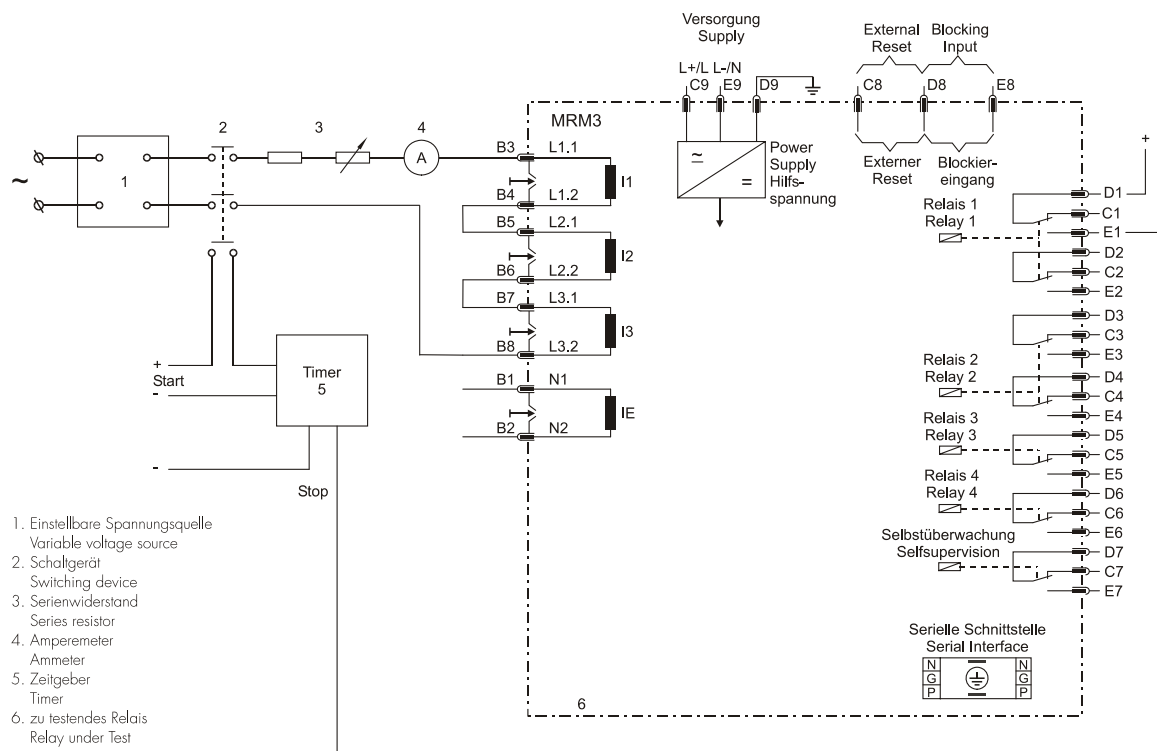 Versorgung
Supply
L+/L L-/N
C9 E9 D9
External
Reset
Blocking
Input
C8 D8 E8
Externer
Reset
Blockier-
eingang
MRM3
Power
Supply
Hilfs-
spannung
~
=
~
1
2
3
4
A
B3 L1.1
I1
B4 L1.2
B5 L2.1
I2
B6 L2.2
B7 L3.1
I3
B8 L3.2
B1 N1
IE
B2 N2
+
Start
-
-
Timer
5
Stop
+
Relais 1
Relay 1
D1
C1
E1
D2
C2
E2
D3
C3
E3
Relais 2
Relay 2
D4
C4
E4
Relais 3
Relay 3
D5
C5
E5
Relais 4
Relay 4
D6
C6
E6
Selbstüberwachung
Selfsupervision
D7
C7
E7
Serielle Schnittstelle
Serial Interface
N N
G G
P P
6
1. Einstellbare Spannungsquelle
Variable voltage source
2. Schaltgerät
Switching device
3. Serienwiderstand
Series resistor
4. Amperemeter
Ammeter
5. Zeitgeber
Timer
6. zu testendes Relais
Relay under Test